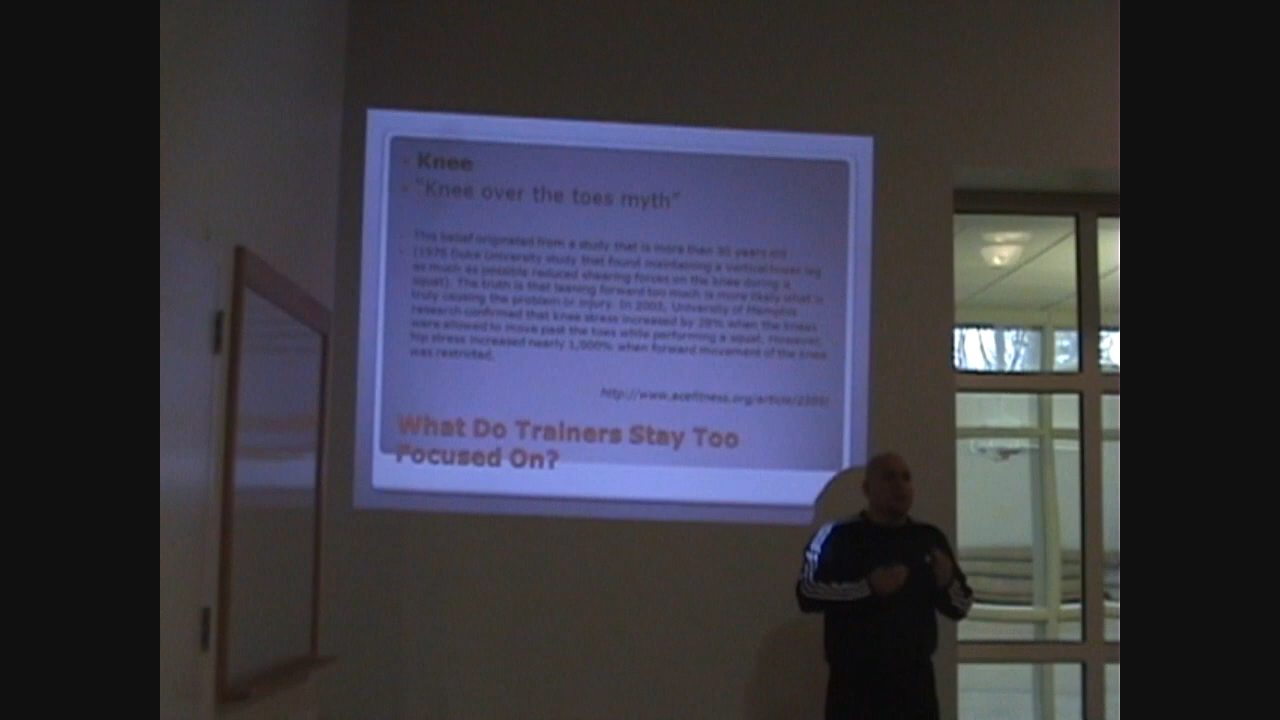 Knee
"Knee over the toes myth"
This belief originated from a study that is more than 30 years old
(1978 Duke University study that found maintaining a vertical lower leg
as much as possible reduced shearing forces on the knee during a
squat). The truth is that leaning forward too much is more likely what is
truly causing the problem or injury. In 2003, University of Memphis
research confirmed that knee stress increased by 28% when the knees
were allowed to move past the toes while performing a squat. However,
hip stress increased nearly 1,000% when forward movement of the knee
was restricted.
http://www.acefitness.org/article/
What Do Trainers Stay Too
Focused On?